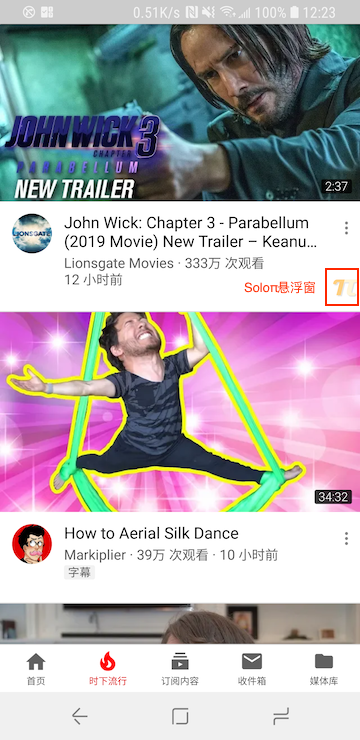 0.51K/s 100% 12:23
JOHN WICK 3
CHAPTER
PARABELLUM
NEW TRAILER
2:37
LIONSGATE
John Wick: Chapter 3 - Parabellum
(2019 Movie) New Trailer – Keanu…
Lionsgate Movies · 333万 次观看
12 小时前
Soloπ悬浮窗
π
34:32
How to Aerial Silk Dance
Markiplier · 39万 次观看 · 10 小时前
字幕
首页 时下流行 订阅内容 收件箱 媒体库